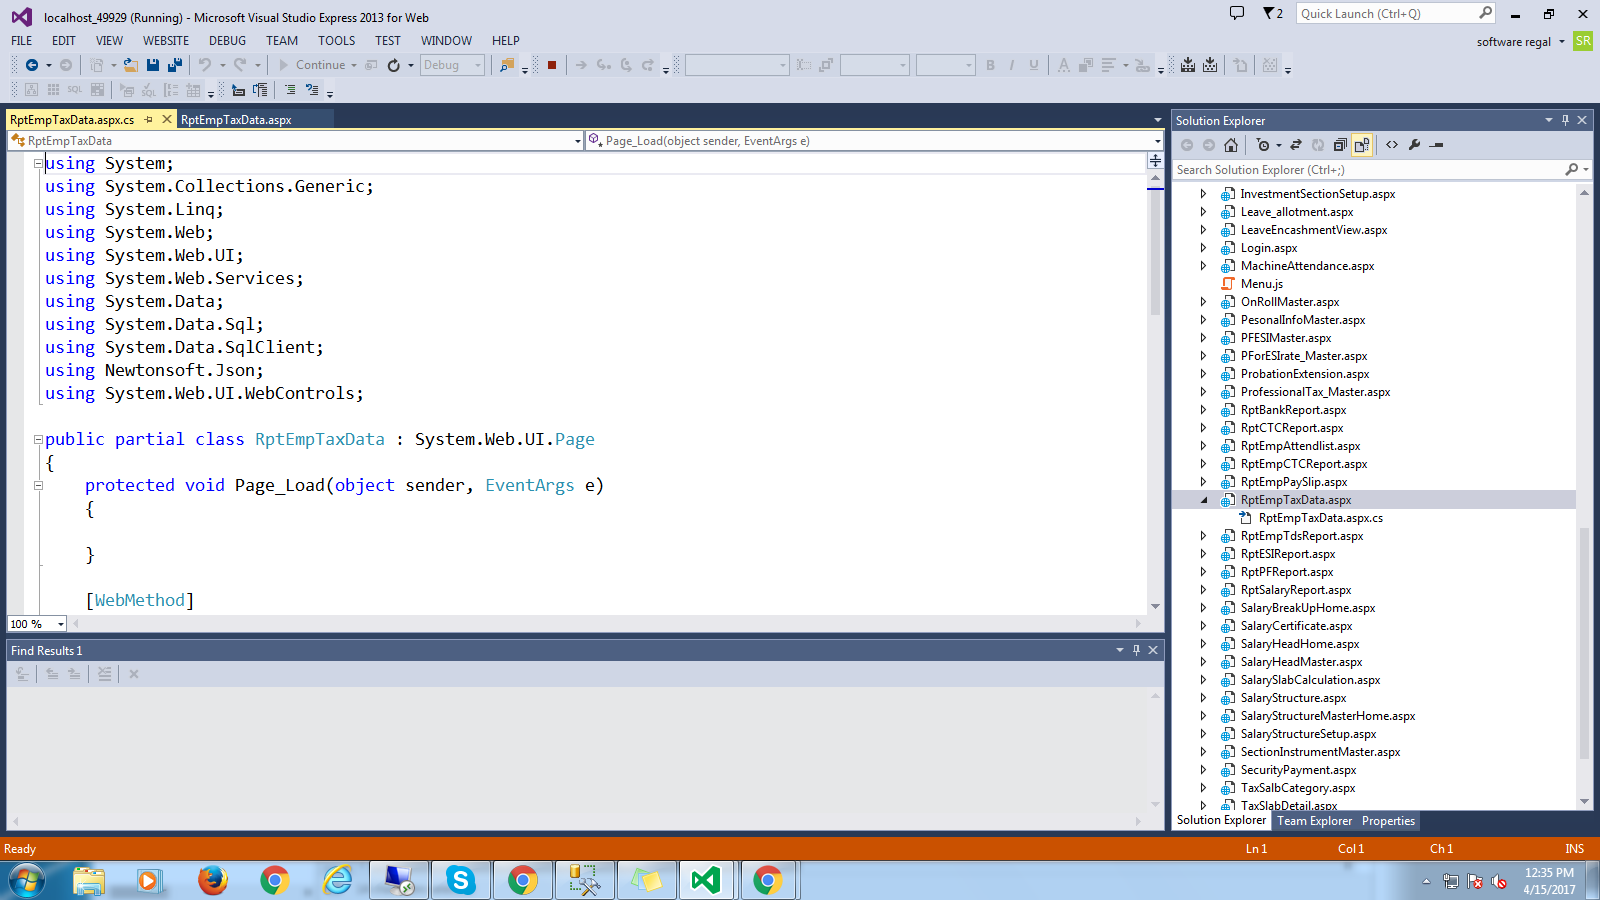 localhost_49929 (Running) - Microsoft Visual Studio Express 2013 for Web
2
Quick Launch (Ctrl+Q)
FILE EDIT VIEW WEBSITE DEBUG TEAM TOOLS TEST WINDOW HELP
software regal
SR
Continue
Debug
B I U A
SQL
RptEmpTaxData.aspx.cs
RptEmpTaxData.aspx
RptEmpTaxData
Page_Load(object sender, EventArgs e)
using System;
using System.Collections.Generic;
using System.Linq;
using System.Web;
using System.Web.UI;
using System.Web.Services;
using System.Data;
using System.Data.Sql;
using System.Data.SqlClient;
using Newtonsoft.Json;
using System.Web.UI.WebControls;
public partial class RptEmpTaxData : System.Web.UI.Page
{
protected void Page_Load(object sender, EventArgs e)
{
}
[WebMethod]
100 %
Find Results 1
Solution Explorer
Search Solution Explorer (Ctrl+;)
InvestmentSectionSetup.aspx
Leave_allotment.aspx
LeaveEncashmentView.aspx
Login.aspx
MachineAttendance.aspx
Menu.js
OnRollMaster.aspx
PesonalInfoMaster.aspx
PFESIMaster.aspx
PForESIrate_Master.aspx
ProbationExtension.aspx
ProfessionalTax_Master.aspx
RptBankReport.aspx
RptCTCReport.aspx
RptEmpAttendlist.aspx
RptEmpCTCReport.aspx
RptEmpPaySlip.aspx
RptEmpTaxData.aspx
RptEmpTaxData.aspx.cs
RptEmpTdsReport.aspx
RptESIReport.aspx
RptPFReport.aspx
RptSalaryReport.aspx
SalaryBreakUpHome.aspx
SalaryCertificate.aspx
SalaryHeadHome.aspx
SalaryHeadMaster.aspx
SalarySlabCalculation.aspx
SalaryStructure.aspx
SalaryStructureMasterHome.aspx
SalaryStructureSetup.aspx
SectionInstrumentMaster.aspx
SecurityPayment.aspx
TaxSalbCategory.aspx
TaxSlabDetail.aspx
Solution Explorer Team Explorer Properties
Ready
Ln 1
Col 1
Ch 1
INS
12:35 PM
4/15/2017